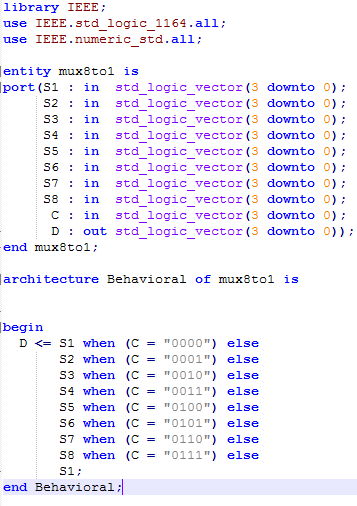 library IEEE;
use IEEE.std_logic_1164.all;
use IEEE.numeric_std.all;
entity mux8to1 is
port(S1 : in  std_logic_vector(3 downto 0);
     S2 : in  std_logic_vector(3 downto 0);
     S3 : in  std_logic_vector(3 downto 0);
     S4 : in  std_logic_vector(3 downto 0);
     S5 : in  std_logic_vector(3 downto 0);
     S6 : in  std_logic_vector(3 downto 0);
     S7 : in  std_logic_vector(3 downto 0);
     S8 : in  std_logic_vector(3 downto 0);
      C : in  std_logic_vector(3 downto 0);
      D : out std_logic_vector(3 downto 0));
end mux8to1;
architecture Behavioral of mux8to1 is
begin
  D <= S1 when (C = "0000") else
       S2 when (C = "0001") else
       S3 when (C = "0010") else
       S4 when (C = "0011") else
       S5 when (C = "0100") else
       S6 when (C = "0101") else
       S7 when (C = "0110") else
       S8 when (C = "0111") else
       S1;
end Behavioral;